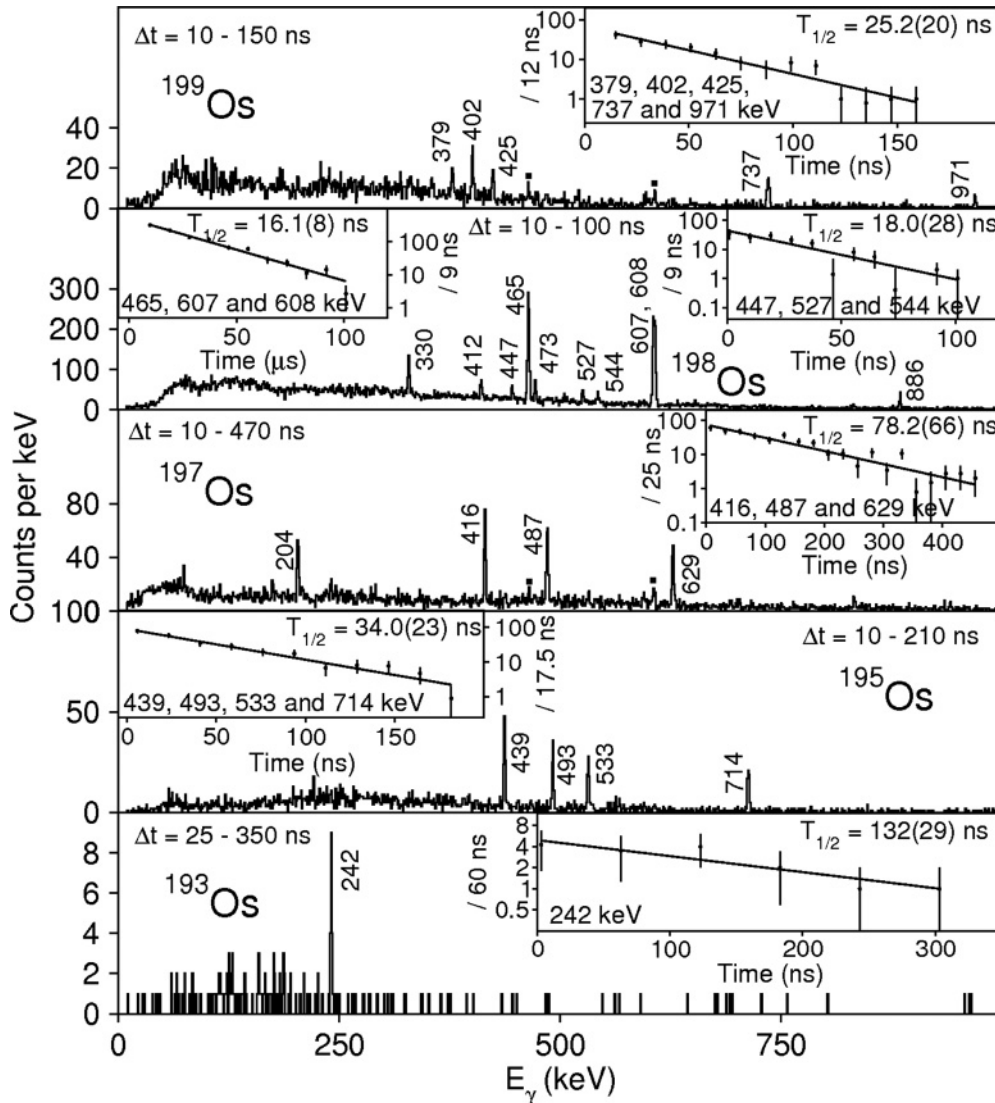 Δt = 10 - 150 ns
199Os
379
402
425
737
971
0
20
40
/ 12 ns
1
10
100
T1/2 = 25.2(20) ns
379, 402, 425,
737 and 971 keV
0 50 100 150
Time (ns)
T1/2 = 16.1(8) ns
465, 607 and 608 keV
/ 9 ns
100
10
1
0 50 100
Time (μs)
Δt = 10 - 100 ns
T1/2 = 18.0(28) ns
447, 527 and 544 keV
/ 9 ns
100
10
1
0.1
0 50 100
Time (ns)
198Os
330
412
447
465
473
527
544
607, 608
886
300
200
100
0
Counts per keV
Δt = 10 - 470 ns
197Os
204
416
487
629
80
40
100
T1/2 = 78.2(66) ns
416, 487 and 629 keV
/ 25 ns
100
10
1
0.1
0 100 200 300 400
Time (ns)
T1/2 = 34.0(23) ns
439, 493, 533 and 714 keV
/ 17.5 ns
100
10
1
0 50 100 150
Time (ns)
Δt = 10 - 210 ns
195Os
439
493
533
714
50
0
Δt = 25 - 350 ns
193Os
242
8
6
4
2
0
T1/2 = 132(29) ns
242 keV
/ 60 ns
8
4
2
1
0.5
0 100 200 300
Time (ns)
0 250 500 750
Eγ (keV)